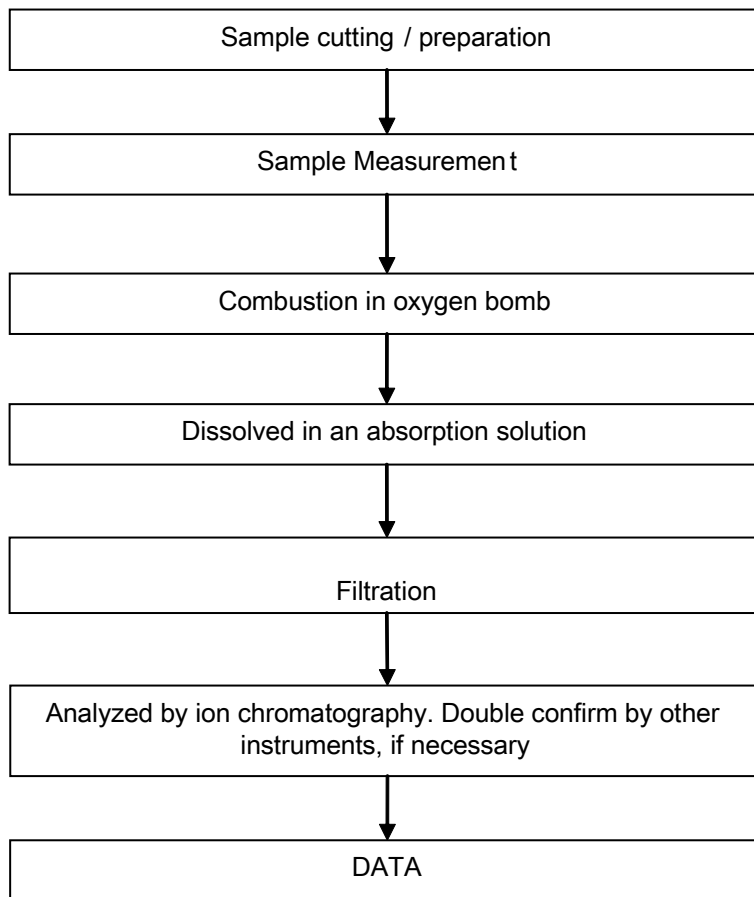 Sample cutting / preparation
Sample Measurement
Combustion in oxygen bomb
Dissolved in an absorption solution
Filtration
Analyzed by ion chromatography. Double confirm by other
instruments, if necessary
DATA